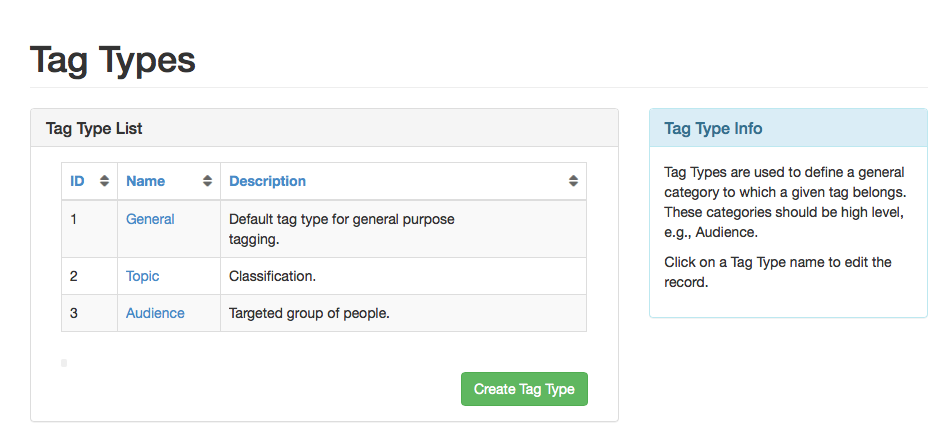 Tag Types
Tag Type List
ID Name Description
1 General Default tag type for general purpose
tagging.
2 Topic Classification.
3 Audience Targeted group of people.
Create Tag Type
Tag Type Info
Tag Types are used to define a general
category to which a given tag belongs.
These categories should be high level,
e.g., Audience.
Click on a Tag Type name to edit the
record.